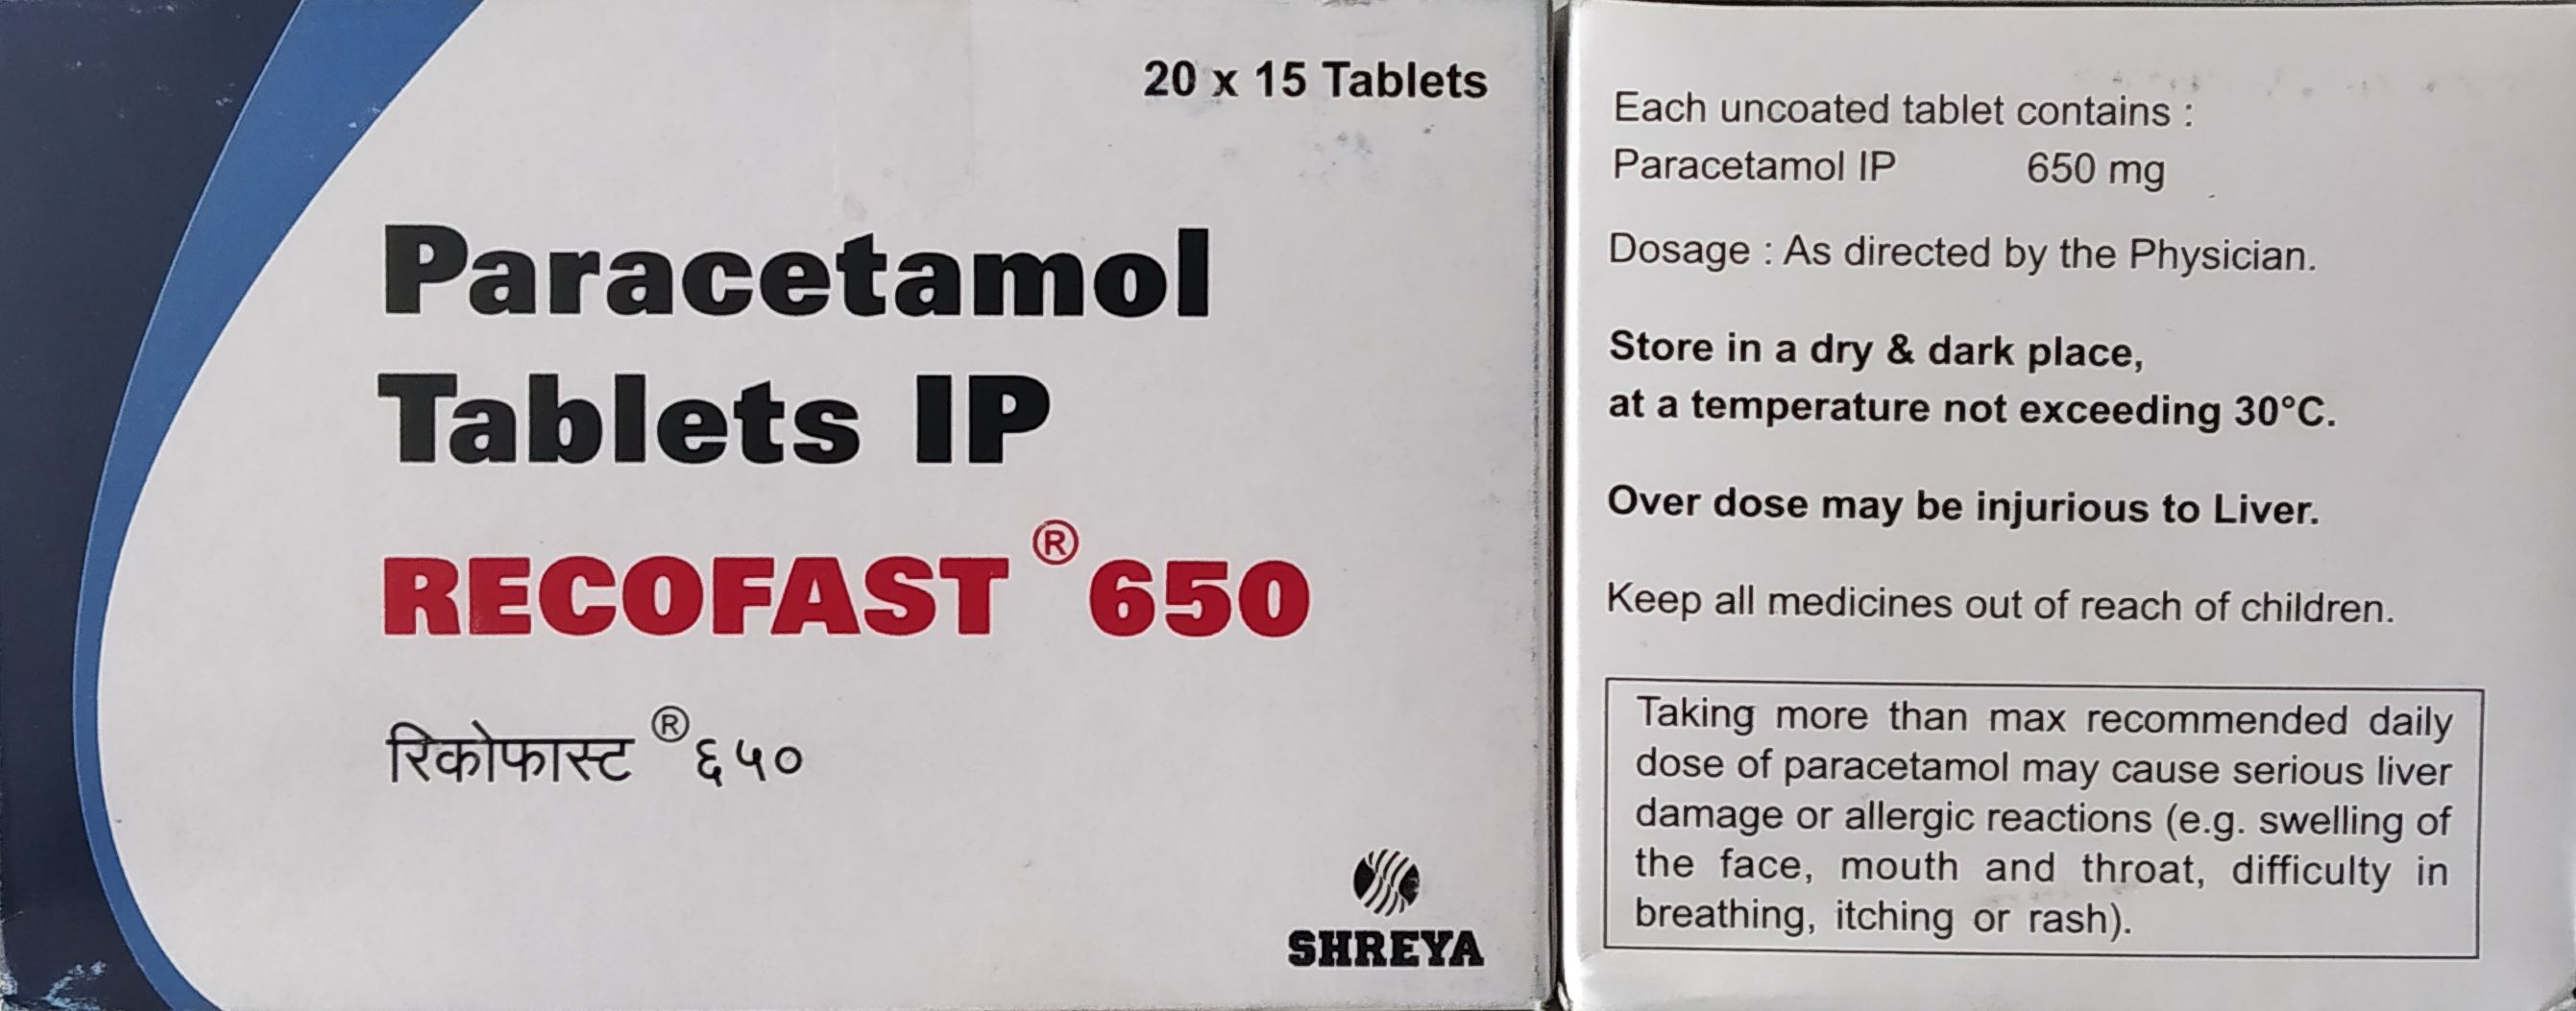 20 x 15 Tablets
Paracetamol
Tablets IP
RECOFAST ® 650
रिकोफास्ट ® ६५०
SHREYA
Each uncoated tablet contains :
Paracetamol IP 650 mg
Dosage : As directed by the Physician.
Store in a dry & dark place,
at a temperature not exceeding 30°C.
Over dose may be injurious to Liver.
Keep all medicines out of reach of children.
Taking more than max recommended daily
dose of paracetamol may cause serious liver
damage or allergic reactions (e.g. swelling of
the face, mouth and throat, difficulty in
breathing, itching or rash).